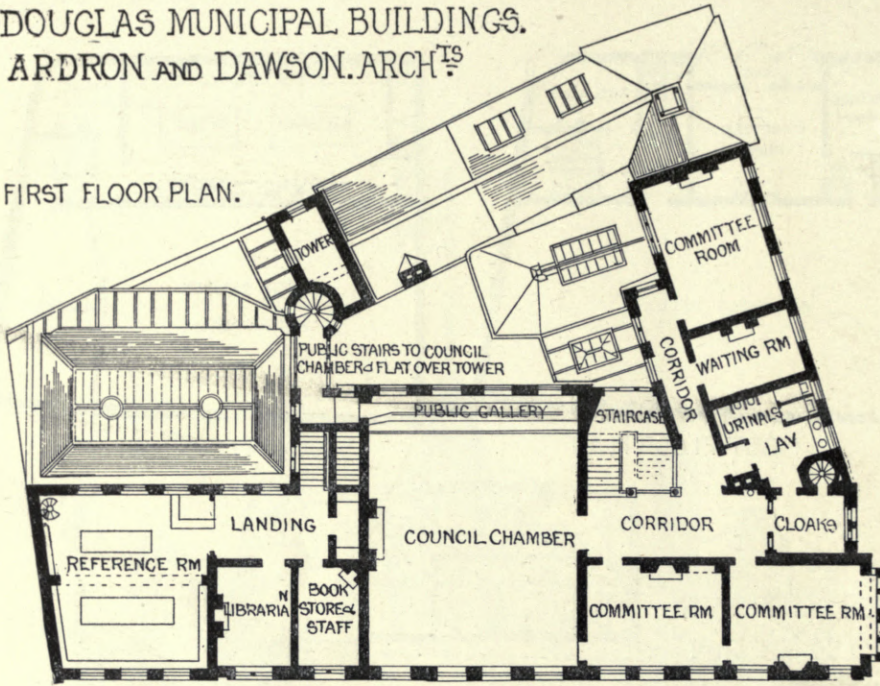 DOUGLAS MUNICIPAL BUILDINGS.
ARDRON AND DAWSON. ARCHTS.
FIRST FLOOR PLAN.
TOWER
COMMITTEE
ROOM
PUBLIC STAIRS TO COUNCIL
CHAMBER & FLAT. OVER TOWER
CORRIDOR
WAITING RM
PUBLIC GALLERY
STAIRCASE
URINALS
LAV
LANDING
COUNCIL CHAMBER
CORRIDOR
CLOAKS
REFERENCE RM
LIBRARIAN
BOOK
STORE &
STAFF
COMMITTEE RM
COMMITTEE RM